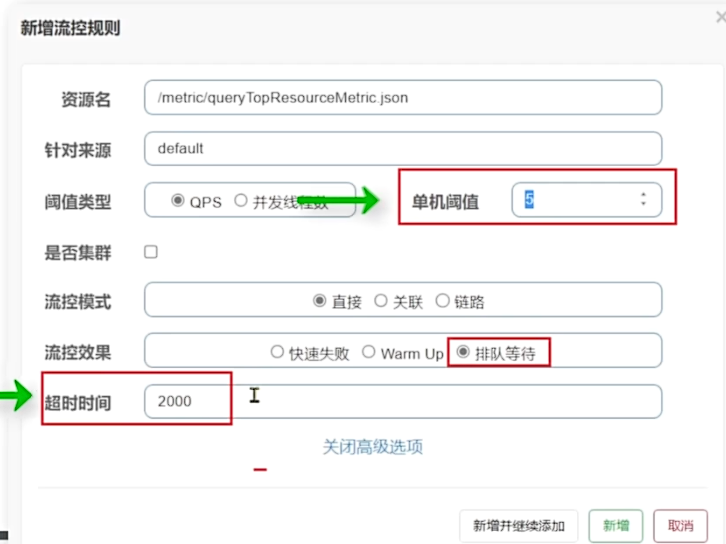 新增流控规则
资源名 /metric/queryTopResourceMetric.json
针对来源 default
阈值类型 QPS 并发线程数 单机阈值 5
是否集群
流控模式 直接 关联 链路
流控效果 快速失败 Warm Up 排队等待
超时时间 2000
关闭高级选项
新增并继续添加 新增 取消